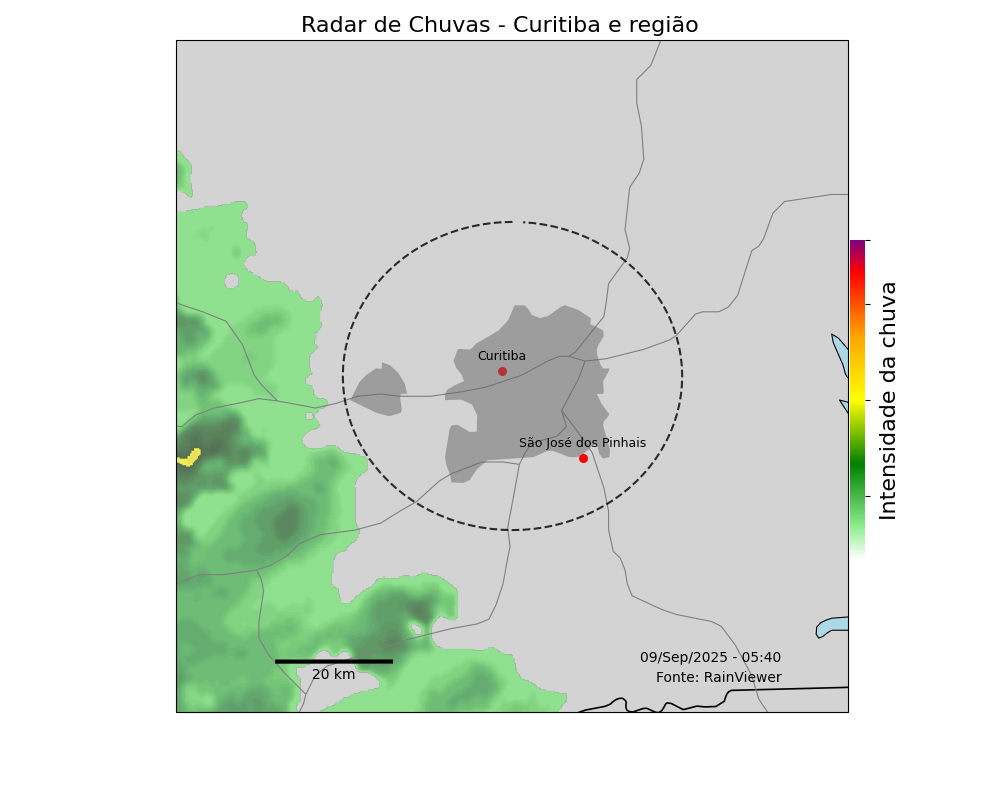 Radar de Chuvas - Curitiba e região
Curitiba
São José dos Pinhais
Intensidade da chuva
09/Sep/2025 - 05:40
20 km
Fonte: RainViewer